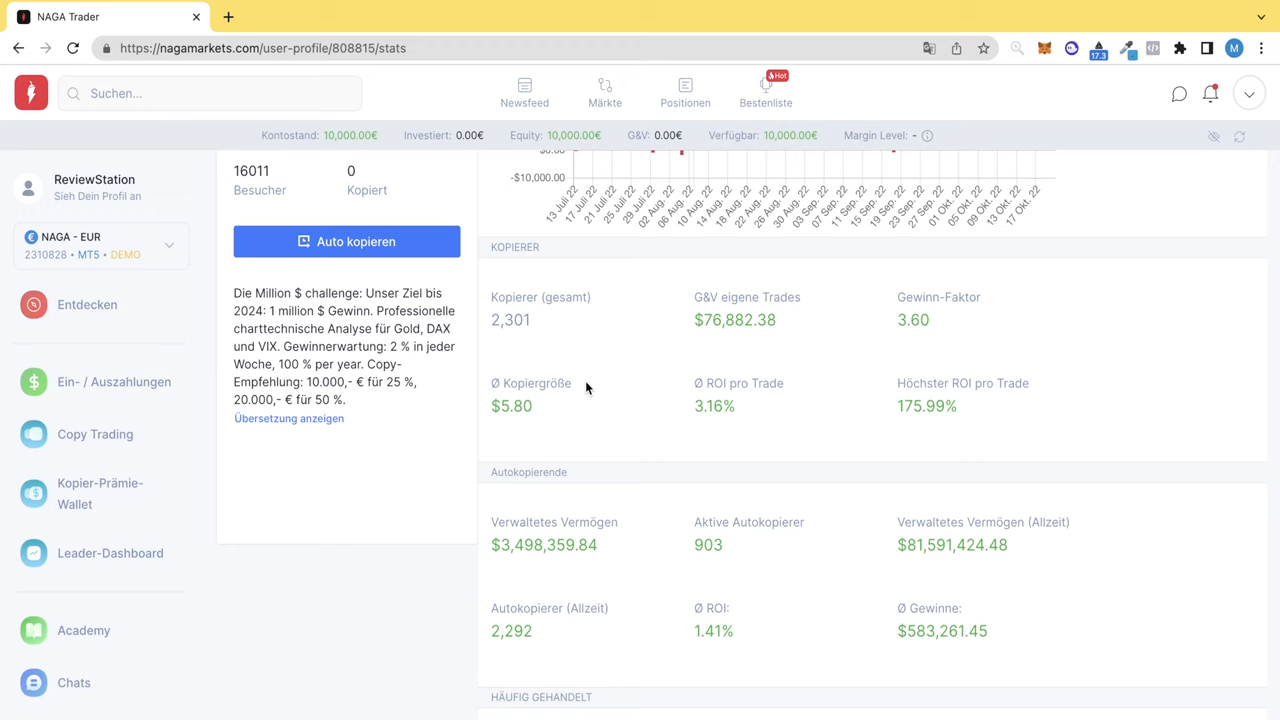 NAGA Trader
https://nagamarkets.com/user-profile/808815/stats
17.3
M
Suchen...
Newsfeed
Märkte
Positionen
Hot
Bestenliste
Kontostand: 10,000.00€ Investiert: 0.00€ Equity: 10,000.00€ G&V: 0.00€ Verfügbar: 10,000.00€ Margin Level: -
ReviewStation
Sieh Dein Profil an
NAGA - EUR
2310828 • MT5 • DEMO
Entdecken
Ein- / Auszahlungen
Copy Trading
Kopier-Prämie-
Wallet
Leader-Dashboard
Academy
Chats
16011 0
Besucher Kopiert
Auto kopieren
Die Million $ challenge: Unser Ziel bis
2024: 1 million $ Gewinn. Professionelle
charttechnische Analyse für Gold, DAX
und VIX. Gewinnerwartung: 2 % in jeder
Woche, 100 % per year. Copy-
Empfehlung: 10.000,- € für 25 %,
20.000,- € für 50 %.
Übersetzung anzeigen
$0.00
-$10,000.00
13 Juli 22 17 Juli 22 21 Juli 22 25 Juli 22 29 Juli 22 02 Aug. 22 06 Aug. 22 10 Aug. 22 14 Aug. 22 18 Aug. 22 22 Aug. 22 26 Aug. 22 30 Aug. 22 03 Sep. 22 07 Sep. 22 11 Sep. 22 15 Sep. 22 19 Sep. 22 23 Sep. 22 27 Sep. 22 01 Okt. 22 05 Okt. 22 09 Okt. 22 13 Okt. 22 17 Okt. 22
KOPIERER
Kopierer (gesamt) G&V eigene Trades Gewinn-Faktor
2,301 $76,882.38 3.60
Ø Kopiergröße Ø ROI pro Trade Höchster ROI pro Trade
$5.80 3.16% 175.99%
Autokopierende
Verwaltetes Vermögen Aktive Autokopierer Verwaltetes Vermögen (Allzeit)
$3,498,359.84 903 $81,591,424.48
Autokopierer (Allzeit) Ø ROI: Ø Gewinne:
2,292 1.41% $583,261.45
HÄUFIG GEHANDELT